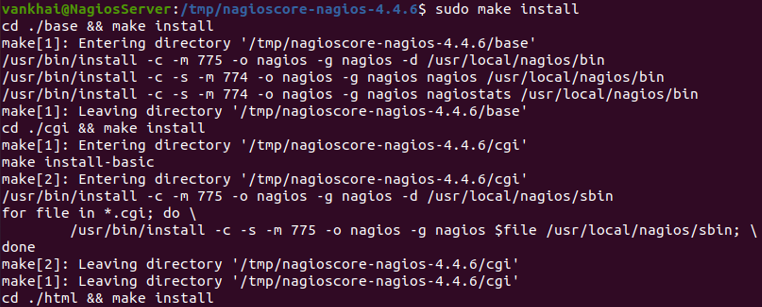 vankhai@NagiosServer:/tmp/nagioscore-nagios-4.4.6$ sudo make install
cd ./base && make install
make[1]: Entering directory '/tmp/nagioscore-nagios-4.4.6/base'
/usr/bin/install -c -m 775 -o nagios -g nagios -d /usr/local/nagios/bin
/usr/bin/install -c -s -m 774 -o nagios -g nagios nagios /usr/local/nagios/bin
/usr/bin/install -c -s -m 774 -o nagios -g nagios nagiostats /usr/local/nagios/bin
make[1]: Leaving directory '/tmp/nagioscore-nagios-4.4.6/base'
cd ./cgi && make install
make[1]: Entering directory '/tmp/nagioscore-nagios-4.4.6/cgi'
make install-basic
make[2]: Entering directory '/tmp/nagioscore-nagios-4.4.6/cgi'
/usr/bin/install -c -m 775 -o nagios -g nagios -d /usr/local/nagios/sbin
for file in *.cgi; do \
        /usr/bin/install -c -s -m 775 -o nagios -g nagios $file /usr/local/nagios/sbin; \
done
make[2]: Leaving directory '/tmp/nagioscore-nagios-4.4.6/cgi'
make[1]: Leaving directory '/tmp/nagioscore-nagios-4.4.6/cgi'
cd ./html && make install